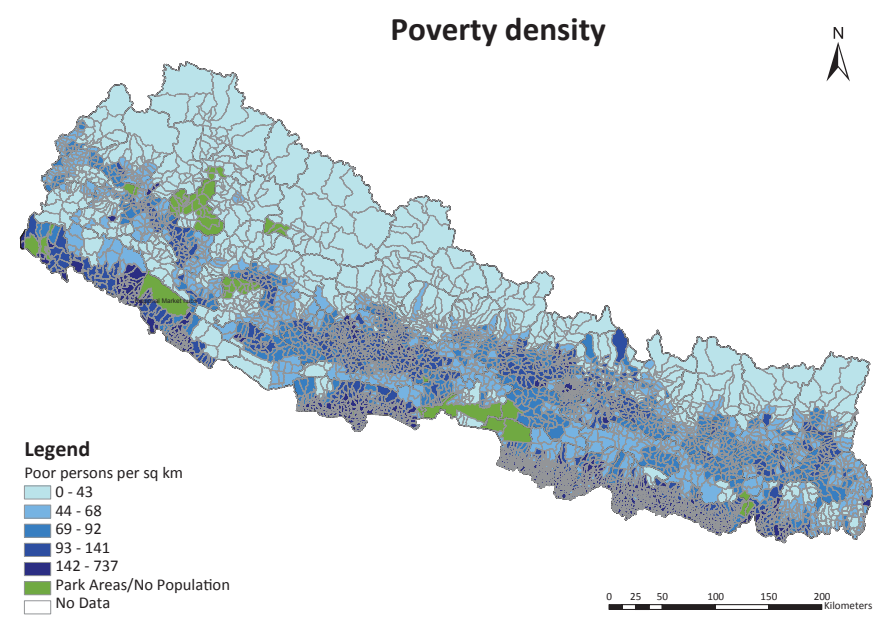 Poverty density
N
Legend
Poor persons per sq km
0 - 43
44 - 68
69 - 92
93 - 141
142 - 737
Park Areas/No Population
No Data
0 25 50 100 150 200
Kilometers